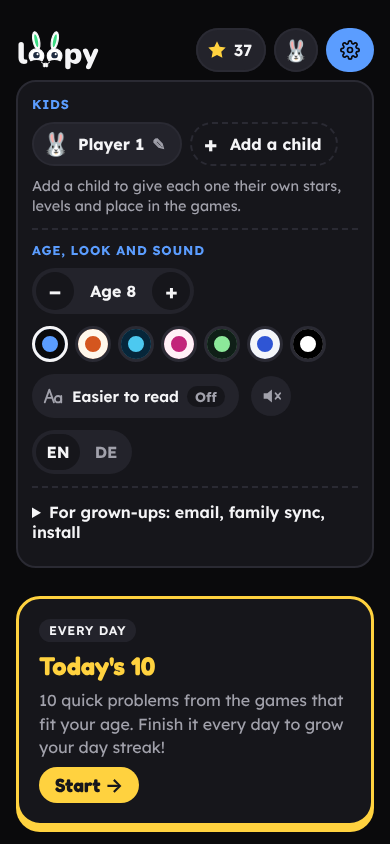 loopy
37
KIDS
Player 1 ✎
+ Add a child
Add a child to give each one their own stars,
levels and place in the games.
AGE, LOOK AND SOUND
– Age 8 +
Aa Easier to read Off
EN DE
▶ For grown-ups: email, family sync,
install
EVERY DAY
Today's 10
10 quick problems from the games that
fit your age. Finish it every day to grow
your day streak!
Start →